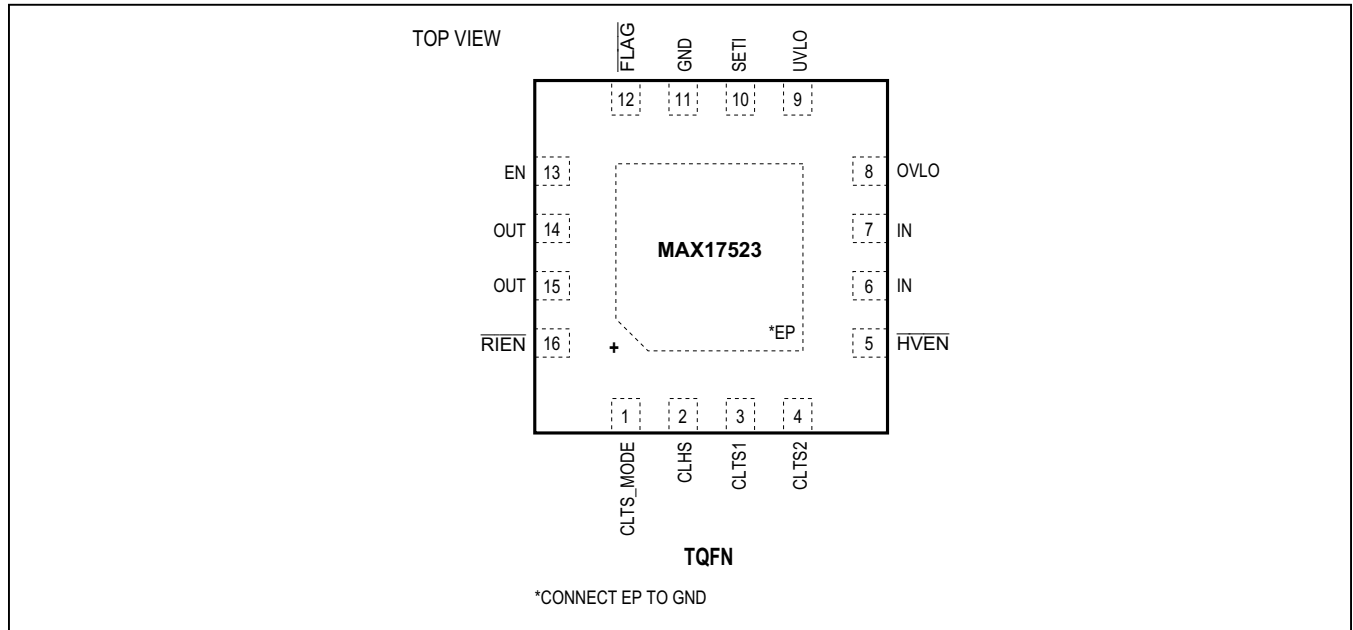 TOP VIEW
FLAG
GND
SETI
UVLO
12
11
10
9
EN 13
8 OVLO
OUT 14
7 IN
MAX17523
OUT 15
6 IN
*EP
RIEN 16
+
5 HVEN
1
2
3
4
CLTS_MODE
CLHS
CLTS1
CLTS2
TQFN
*CONNECT EP TO GND